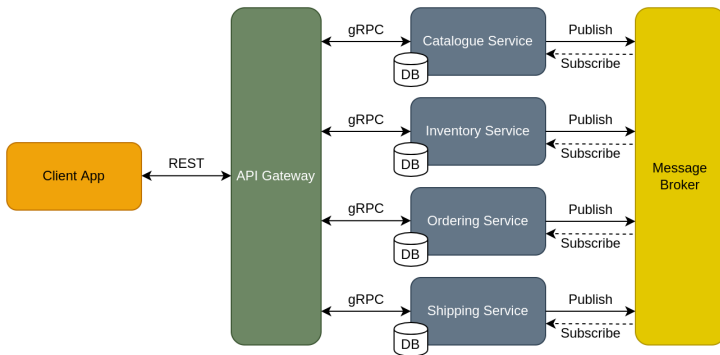 gRPC
Catalogue Service
Publish
Subscribe
DB
gRPC
Inventory Service
Publish
Subscribe
DB
Client App
REST
API Gateway
Message
Broker
gRPC
Ordering Service
Publish
Subscribe
DB
gRPC
Shipping Service
Publish
Subscribe
DB